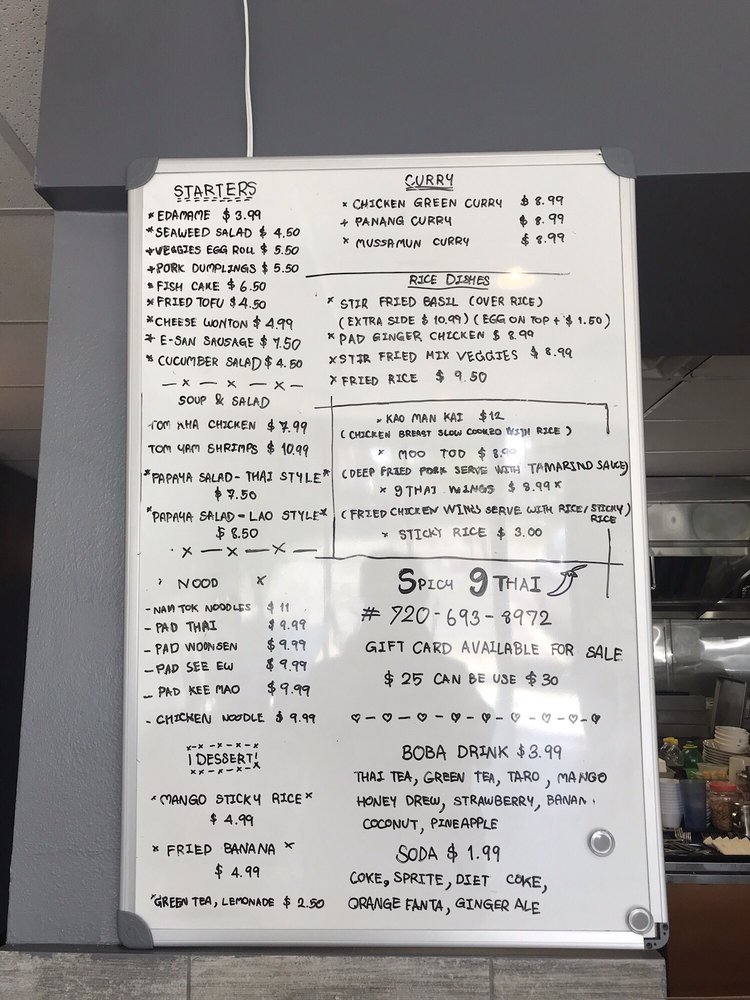 STARTERS
* EDAMAME $ 3.99
* SEAWEED SALAD $ 4.50
+ VEGGIES EGG ROLL $ 5.50
+ PORK DUMPLINGS $ 5.50
* FISH CAKE $ 6.50
* FRIED TOFU $ 4.50
* CHEESE WONTON $ 4.99
* E-SAN SAUSAGE $ 7.50
* CUCUMBER SALAD $ 4.50
— x — x — x —
SOUP & SALAD
TOM KHA CHICKEN $ 7.99
TOM YAM SHRIMPS $ 10.99
*PAPAYA SALAD - THAI STYLE*
$ 7.50
*PAPAYA SALAD - LAO STYLE*
$ 8.50
· x — x — x —
NOOD x
- NAM TOK NOODLES $ 11
- PAD THAI $ 9.99
- PAD WOONSEN $ 9.99
- PAD SEE EW $ 9.99
- PAD KEE MAO $ 9.99
- CHICKEN NOODLE $ 9.99
x-x -x-x-x
! DESSERT!
x-x -x-x-x
*MANGO STICKY RICE*
$ 4.99
* FRIED BANANA *
$ 4.99
*GREEN TEA, LEMONADE $ 2.50
CURRY
* CHICKEN GREEN CURRY $ 8.99
+ PANANG CURRY $ 8.99
* MUSSAMUN CURRY $ 8.99
RICE DISHES
* STIR FRIED BASIL (OVER RICE)
(EXTRA SIDE $ 10.99) (EGG ON TOP + $ 1.50)
* PAD GINGER CHICKEN $ 8.99
x STIR FRIED MIX VEGGIES $ 8.99
x FRIED RICE $ 9.50
* KAO MAN KAI $12
(CHICKEN BREAST SLOW COOKED WITH RICE)
* MOO TOD $ 8.99
(DEEP FRIED PORK SERVE WITH TAMARIND SAUCE)
* 9THAI WINGS $ 8.99 *
(FRIED CHICKEN WINGS SERVE WITH RICE/STICKY)
RICE
* STICKY RICE $ 3.00
SPICY 9 THAI
# 720-693-8972
GIFT CARD AVAILABLE FOR SALE
$ 25 CAN BE USE $ 30
♡ - ♡ - ♡ - ♡ - ♡ - ♡ - ♡ - ♡ - ♡
BOBA DRINK $3.99
THAI TEA, GREEN TEA, TARO, MANGO
HONEY DREW, STRAWBERRY, BANAN
COCONUT, PINEAPPLE
SODA $ 1.99
COKE, SPRITE, DIET COKE,
ORANGE FANTA, GINGER ALE